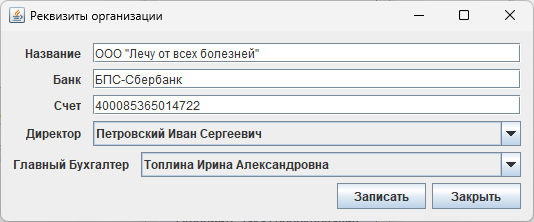 Реквизиты организации
Название ООО "Лечу от всех болезней"
Банк БПС-Сбербанк
Счет 400085365014722
Директор Петровский Иван Сергеевич
Главный Бухгалтер Топлина Ирина Александровна
Записать Закрыть